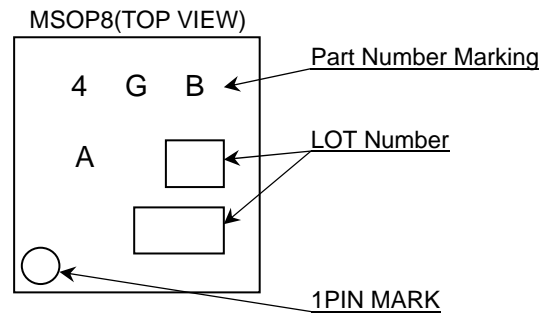 MSOP8(TOP VIEW)
4 G B
Part Number Marking
A
LOT Number
1PIN MARK